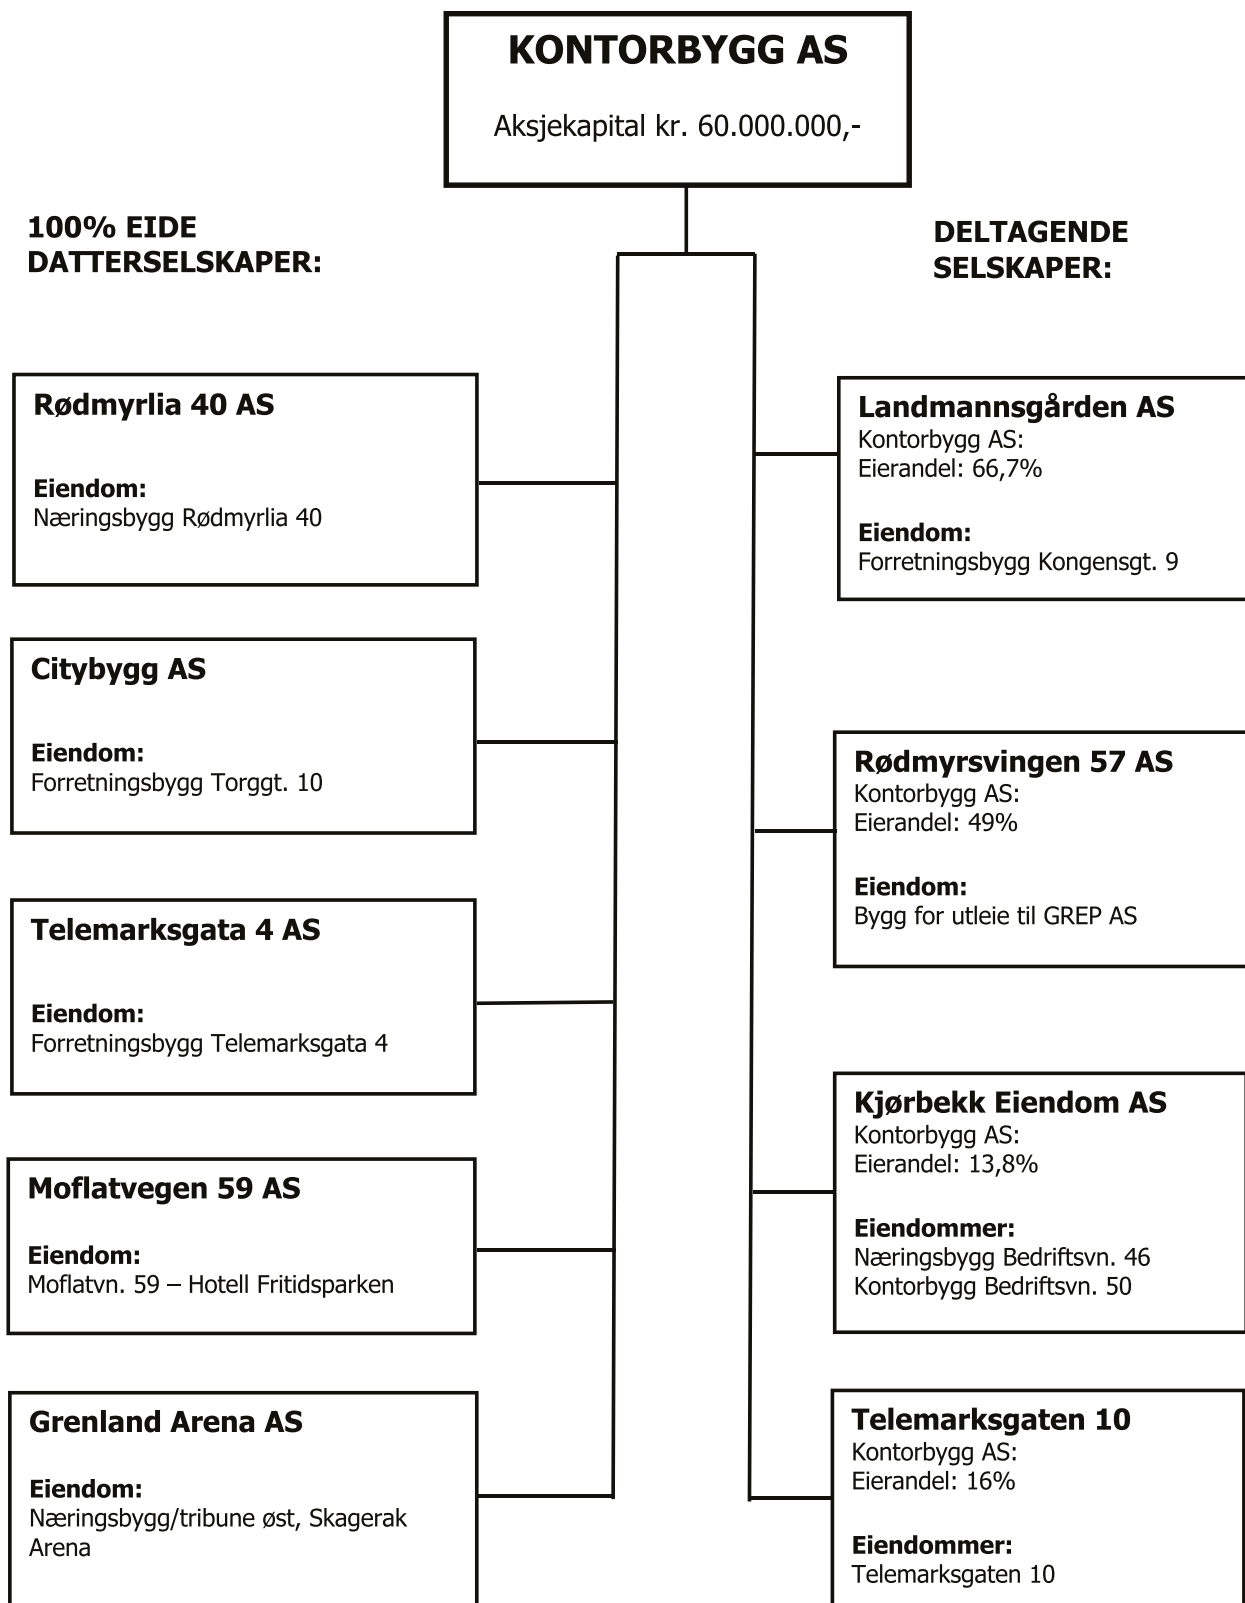 KONTORBYGG AS
Aksjekapital kr. 60.000.000,-
100% EIDE
DATTERSELSKAPER:
Rødmyrlia 40 AS
Eiendom:
Næringsbygg Rødmyrlia 40
Citybygg AS
Eiendom:
Forretningsbygg Torggt. 10
Telemarksgata 4 AS
Eiendom:
Forretningsbygg Telemarksgata 4
Moflatvegen 59 AS
Eiendom:
Moflatvn. 59 – Hotell Fritidsparken
Grenland Arena AS
Eiendom:
Næringsbygg/tribune øst, Skagerak
Arena
DELTAGENDE
SELSKAPER:
Landmannsgården AS
Kontorbygg AS:
Eierandel: 66,7%
Eiendom:
Forretningsbygg Kongensgt. 9
Rødmyrsvingen 57 AS
Kontorbygg AS:
Eierandel: 49%
Eiendom:
Bygg for utleie til GREP AS
Kjørbekk Eiendom AS
Kontorbygg AS:
Eierandel: 13,8%
Eiendommer:
Næringsbygg Bedriftsvn. 46
Kontorbygg Bedriftsvn. 50
Telemarksgaten 10
Kontorbygg AS:
Eierandel: 16%
Eiendommer:
Telemarksgaten 10